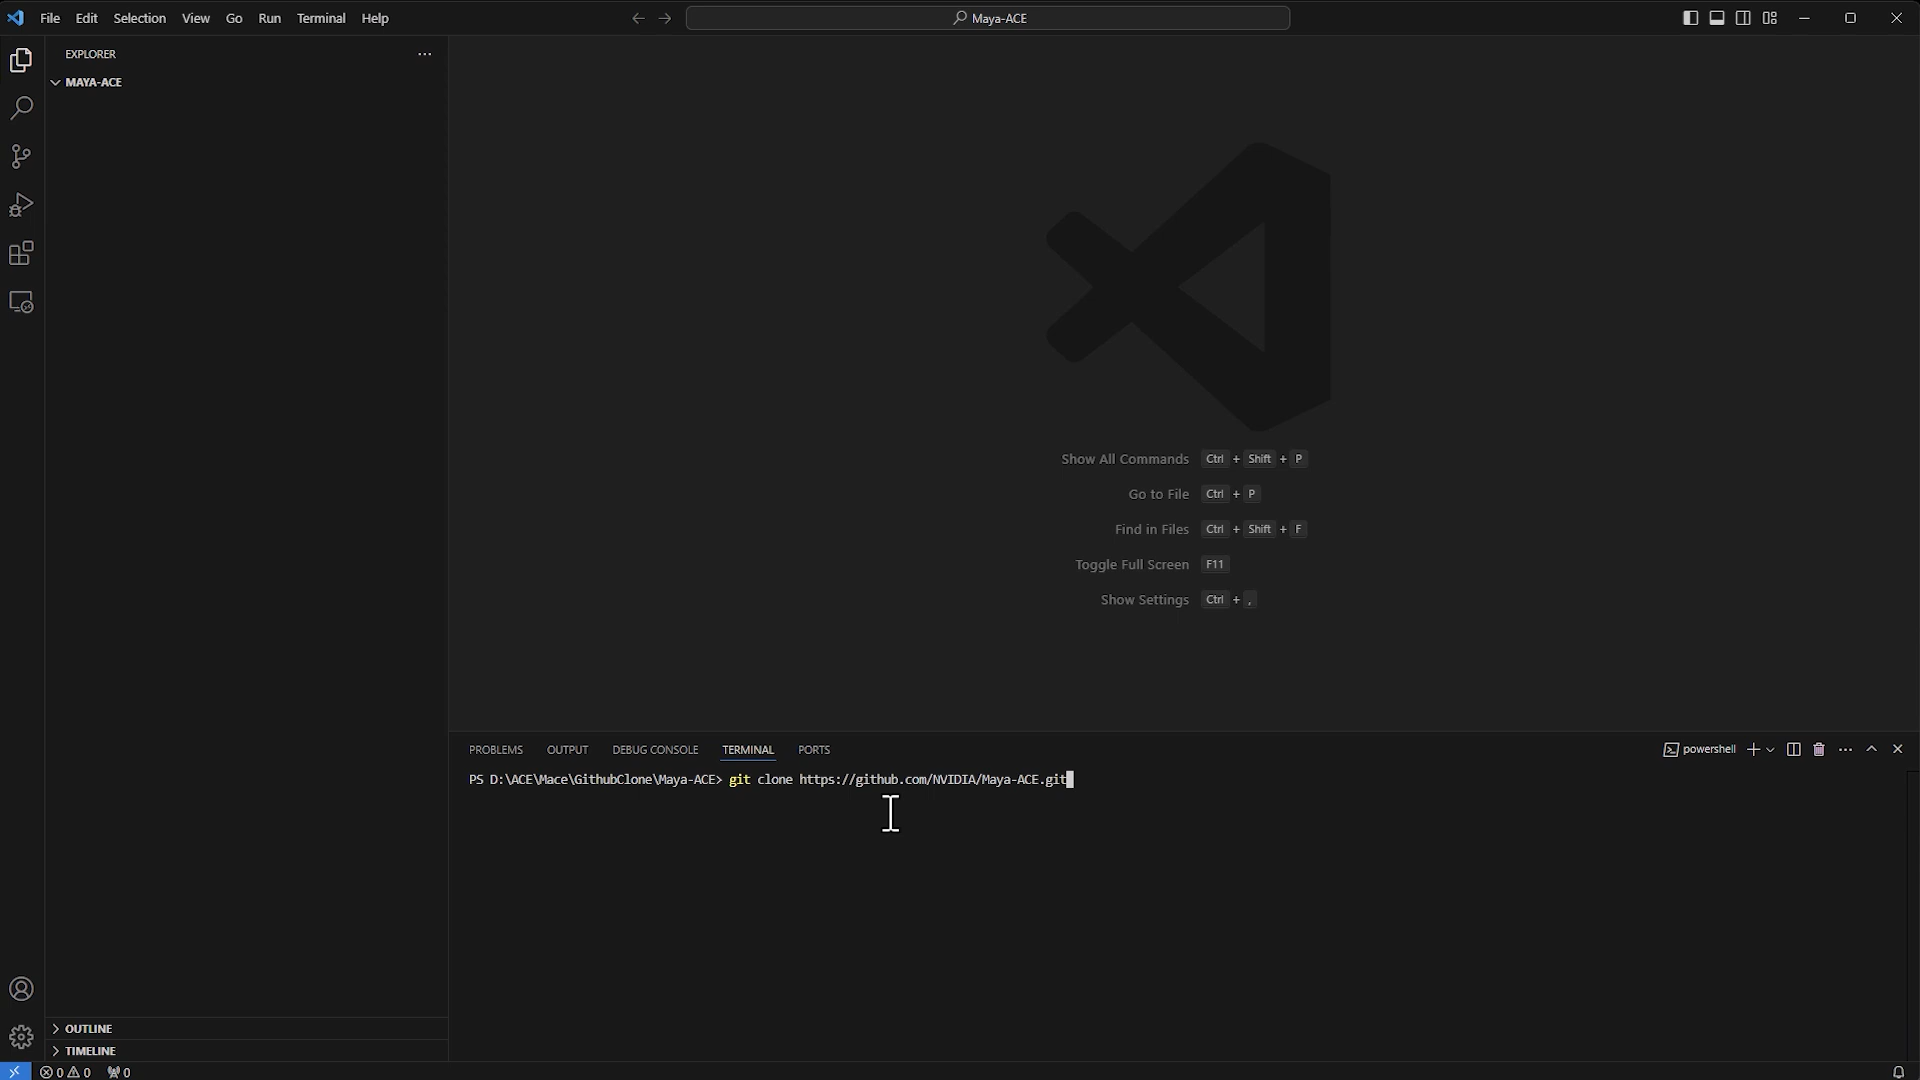 File Edit Selection View Go Run Terminal Help
Maya-ACE
EXPLORER
MAYA-ACE
Show All Commands Ctrl + Shift + P
Go to File Ctrl + P
Find in Files Ctrl + Shift + F
Toggle Full Screen F11
Show Settings Ctrl + ,
PROBLEMS OUTPUT DEBUG CONSOLE TERMINAL PORTS
powershell
PS D:\ACE\Mace\GithubClone\Maya-ACE> git clone https://github.com/NVIDIA/Maya-ACE.git
OUTLINE
TIMELINE
0 0 0